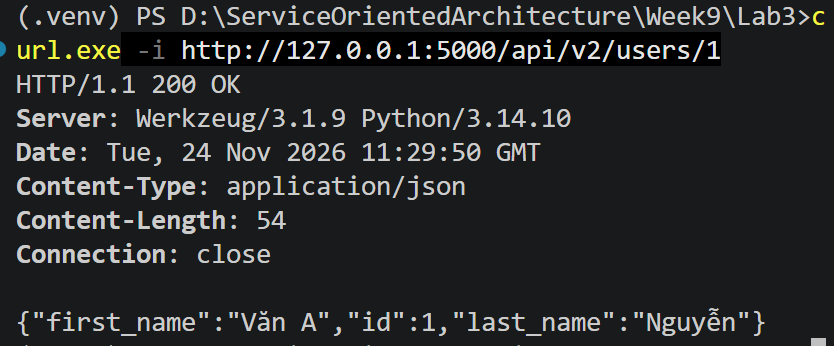 (.venv) PS D:\ServiceOrientedArchitecture\Week9\Lab3>c
url.exe -i http://127.0.0.1:5000/api/v2/users/1
HTTP/1.1 200 OK
Server: Werkzeug/3.1.9 Python/3.14.10
Date: Tue, 24 Nov 2026 11:29:50 GMT
Content-Type: application/json
Content-Length: 54
Connection: close

{"first_name":"Văn A","id":1,"last_name":"Nguyễn"}